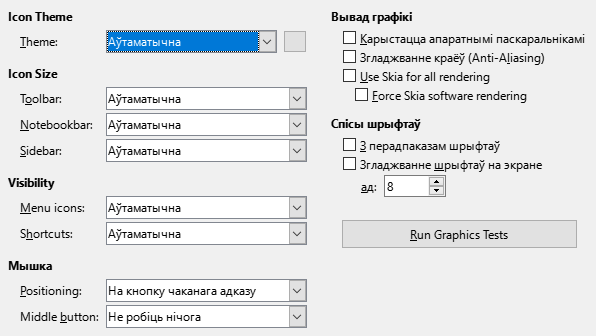 Icon Theme
Theme: Аўтаматычна
Icon Size
Toolbar: Аўтаматычна
Notebookbar: Аўтаматычна
Sidebar: Аўтаматычна
Visibility
Menu icons: Аўтаматычна
Shortcuts: Аўтаматычна
Мышка
Positioning: На кнопку чаканага адказу
Middle button: Не робіць нічога
Вывад графікі
Карыстацца апаратнымі паскаральнікамі
Згладжванне краёў (Anti-Aliasing)
Use Skia for all rendering
Force Skia software rendering
Спісы шрыфтаў
З перадпаказам шрыфтаў
Згладжванне шрыфтаў на экране
ад: 8
Run Graphics Tests